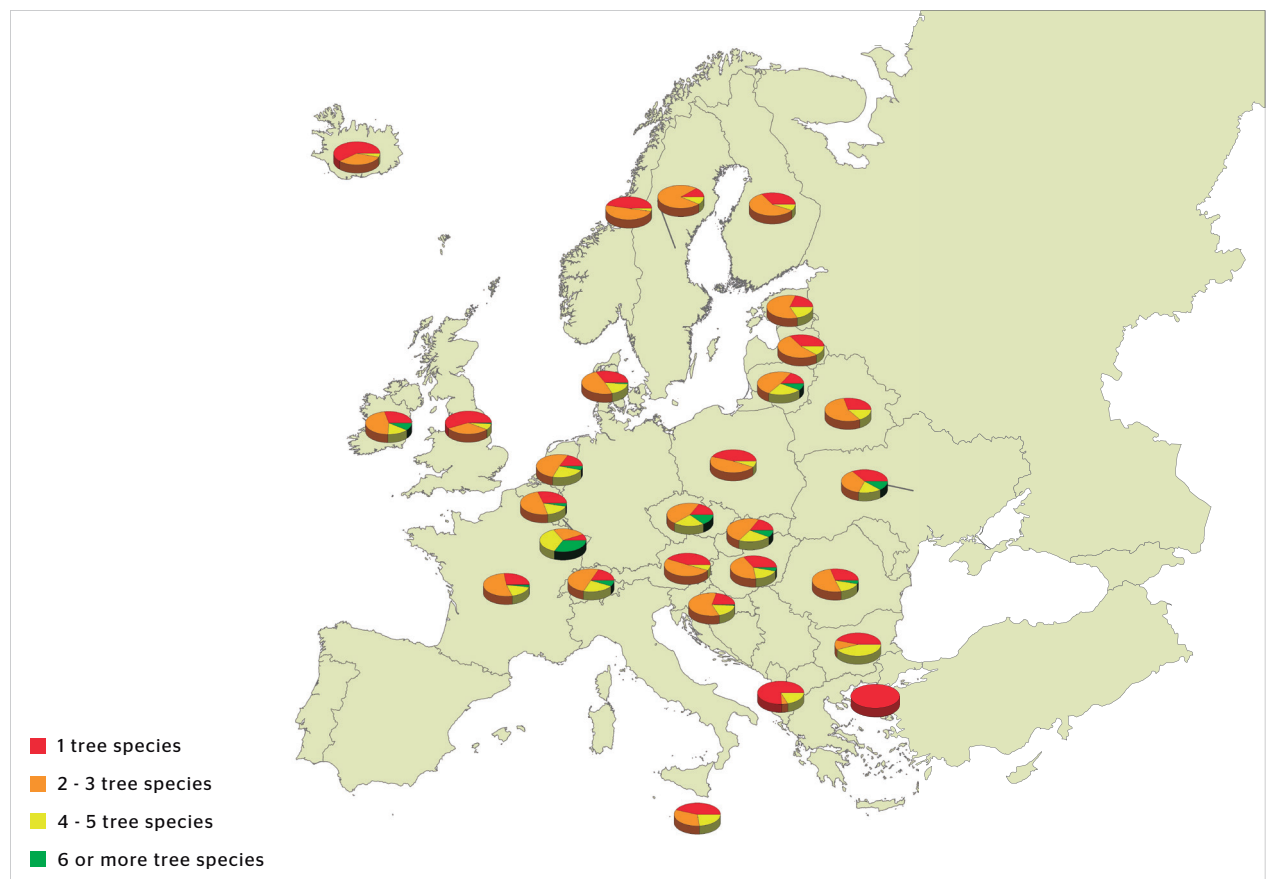 1 tree species
2 - 3 tree species
4 - 5 tree species
6 or more tree species